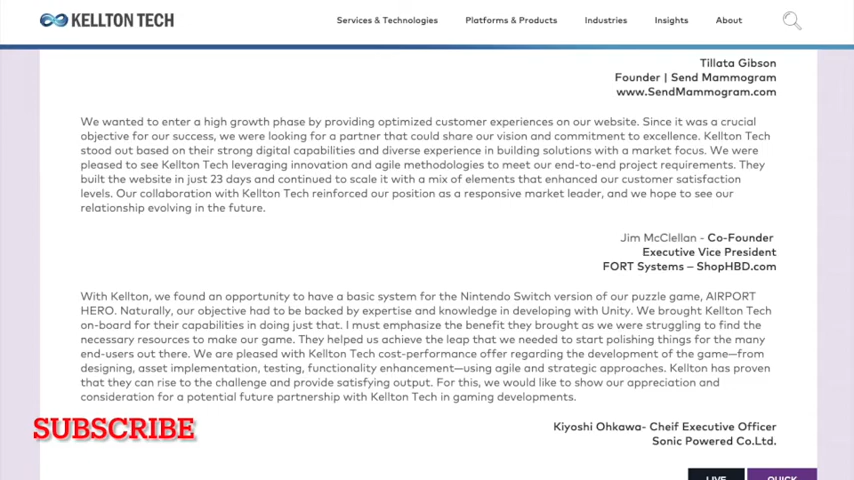 KELLTON TECH
Services & Technologies
Platforms & Products
Industries
Insights
About
Tillata Gibson
Founder | Send Mammogram
www.SendMammogram.com
We wanted to enter a high growth phase by providing optimized customer experiences on our website. Since it was a crucial
objective for our success, we were looking for a partner that could share our vision and commitment to excellence. Kellton Tech
stood out based on their strong digital capabilities and diverse experience in building solutions with a market focus. We were
pleased to see Kellton Tech leveraging innovation and agile methodologies to meet our end-to-end project requirements. They
built the website in just 23 days and continued to scale it with a mix of elements that enhanced our customer satisfaction
levels. Our collaboration with Kellton Tech reinforced our position as a responsive market leader, and we hope to see our
relationship evolving in the future.
Jim McClellan - Co-Founder
Executive Vice President
FORT Systems – ShopHBD.com
With Kellton, we found an opportunity to have a basic system for the Nintendo Switch version of our puzzle game, AIRPORT
HERO. Naturally, our objective had to be backed by expertise and knowledge in developing with Unity. We brought Kellton Tech
on-board for their capabilities in doing just that. I must emphasize the benefit they brought as we were struggling to find the
necessary resources to make our game. They helped us achieve the leap that we needed to start polishing things for the many
end-users out there. We are pleased with Kellton Tech cost-performance offer regarding the development of the game—from
designing, asset implementation, testing, functionality enhancement—using agile and strategic approaches. Kellton has proven
that they can rise to the challenge and provide satisfying output. For this, we would like to show our appreciation and
consideration for a potential future partnership with Kellton Tech in gaming developments.
SUBSCRIBE
Kiyoshi Ohkawa- Cheif Executive Officer
Sonic Powered Co.Ltd.
LIVE
QUICK